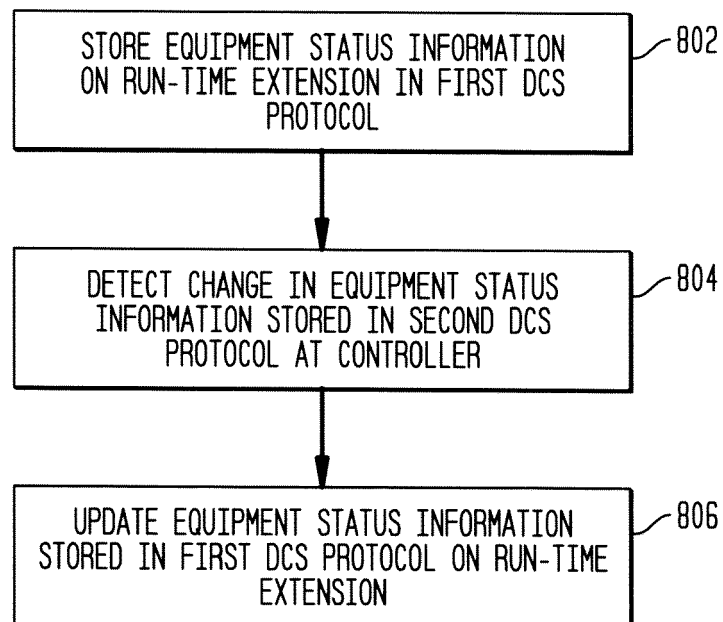 STORE EQUIPMENT STATUS INFORMATION
ON RUN-TIME EXTENSION IN FIRST DCS
PROTOCOL
802
DETECT CHANGE IN EQUIPMENT STATUS
INFORMATION STORED IN SECOND DCS
PROTOCOL AT CONTROLLER
804
UPDATE EQUIPMENT STATUS INFORMATION
STORED IN FIRST DCS PROTOCOL ON RUN-TIME
EXTENSION
806